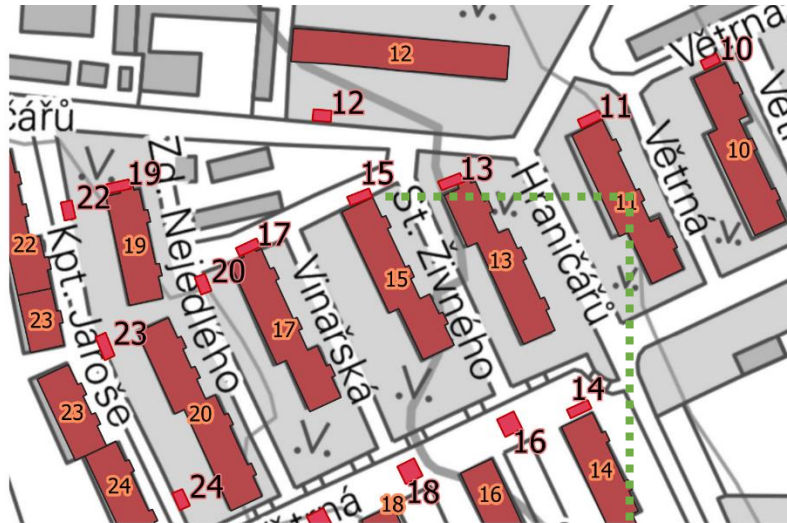 Větrná
10
12
12
11
Větrná
Vět
10
čářů
Zd.-Nejedlého
19
22
15
13
St.-Živného
Hraničářů
11
22
19
17
15
13
20
Vinařská
23
Kpt.-Jaroše
23
17
20
23
14
24
16
14
24
18
16
18
ětrná